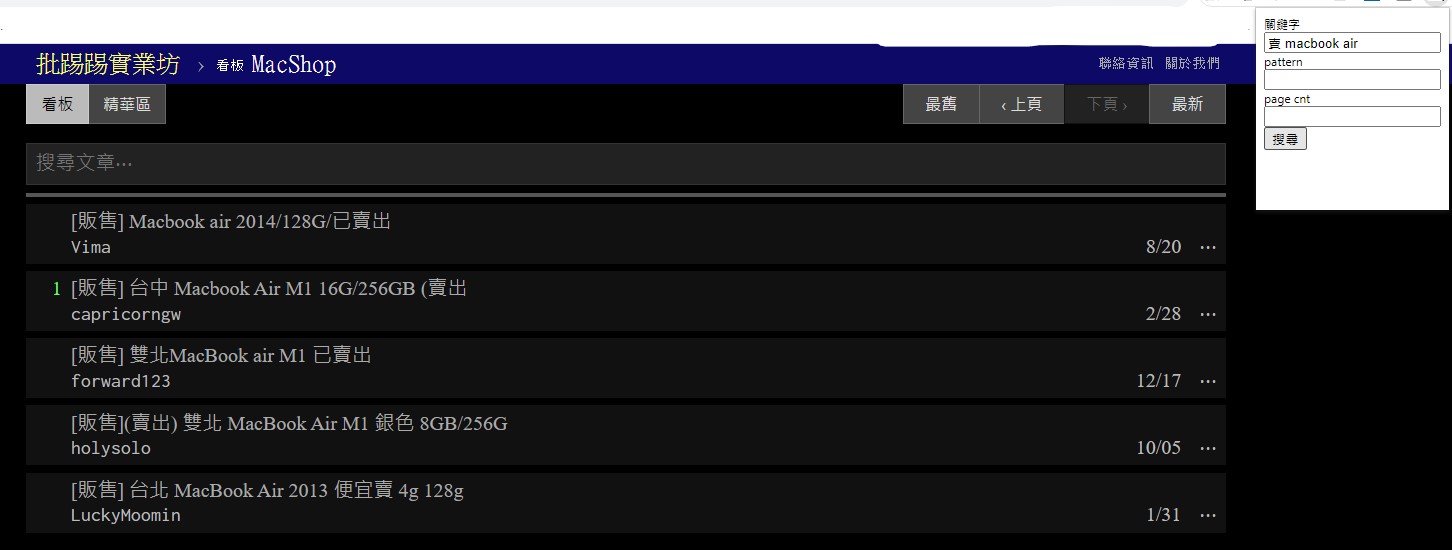 批踢踢實業坊 › 看板 MacShop 聯絡資訊 關於我們
看板 精華區 最舊 ‹ 上頁 下頁 › 最新
搜尋文章⋯
[販售] Macbook air 2014/128G/已賣出
Vima 8/20 ⋯
1 [販售] 台中 Macbook Air M1 16G/256GB (賣出
capricorngw 2/28 ⋯
[販售] 雙北MacBook air M1 已賣出
forward123 12/17 ⋯
[販售](賣出) 雙北 MacBook Air M1 銀色 8GB/256G
holysolo 10/05 ⋯
[販售] 台北 MacBook Air 2013 便宜賣 4g 128g
LuckyMoomin 1/31 ⋯
關鍵字
賣 macbook air
pattern
page cnt
搜尋